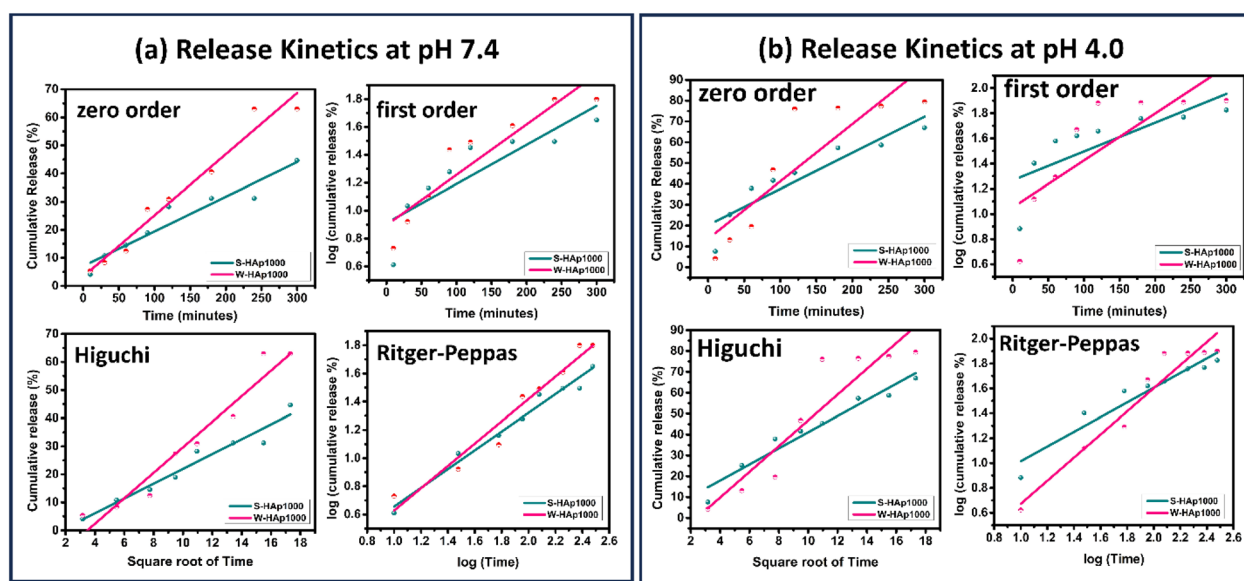 (a) Release Kinetics at pH 7.4
zero order
Cumulative Release (%)
70
60
50
40
30
20
10
0
S-HAp1000
W-HAp1000
0 50 100 150 200 250 300
Time (minutes)
first order
log (cumulative release %)
1.8
1.6
1.4
1.2
1.0
0.8
0.6
S-HAp1000
W-HAp1000
0 50 100 150 200 250 300
Time (minutes)
Higuchi
Cumulative release (%)
70
60
50
40
30
20
10
0
S-HAp1000
W-HAp1000
2 4 6 8 10 12 14 16 18
Square root of Time
Ritger-Peppas
log (cumulative release %)
1.8
1.6
1.4
1.2
1.0
0.8
0.6
S-HAp1000
W-HAp1000
0.8 1.0 1.2 1.4 1.6 1.8 2.0 2.2 2.4 2.6
log (Time)
(b) Release Kinetics at pH 4.0
zero order
Cumulative Release (%)
90
80
70
60
50
40
30
20
10
0
S-HAp1000
W-HAp1000
0 50 100 150 200 250 300
Time (minutes)
first order
log (cumulative release %)
2.0
1.8
1.6
1.4
1.2
1.0
0.8
0.6
S-HAp1000
W-HAp1000
0 50 100 150 200 250 300
Time (minutes)
Higuchi
Cumulative release (%)
90
80
70
60
50
40
30
20
10
0
S-HAp1000
W-HAp1000
2 4 6 8 10 12 14 16 18
Square root of Time
Ritger-Peppas
log (cumulative release %)
2.0
1.8
1.6
1.4
1.2
1.0
0.8
0.6
S-HAp1000
W-HAp1000
0.8 1.0 1.2 1.4 1.6 1.8 2.0 2.2 2.4 2.6
log (Time)